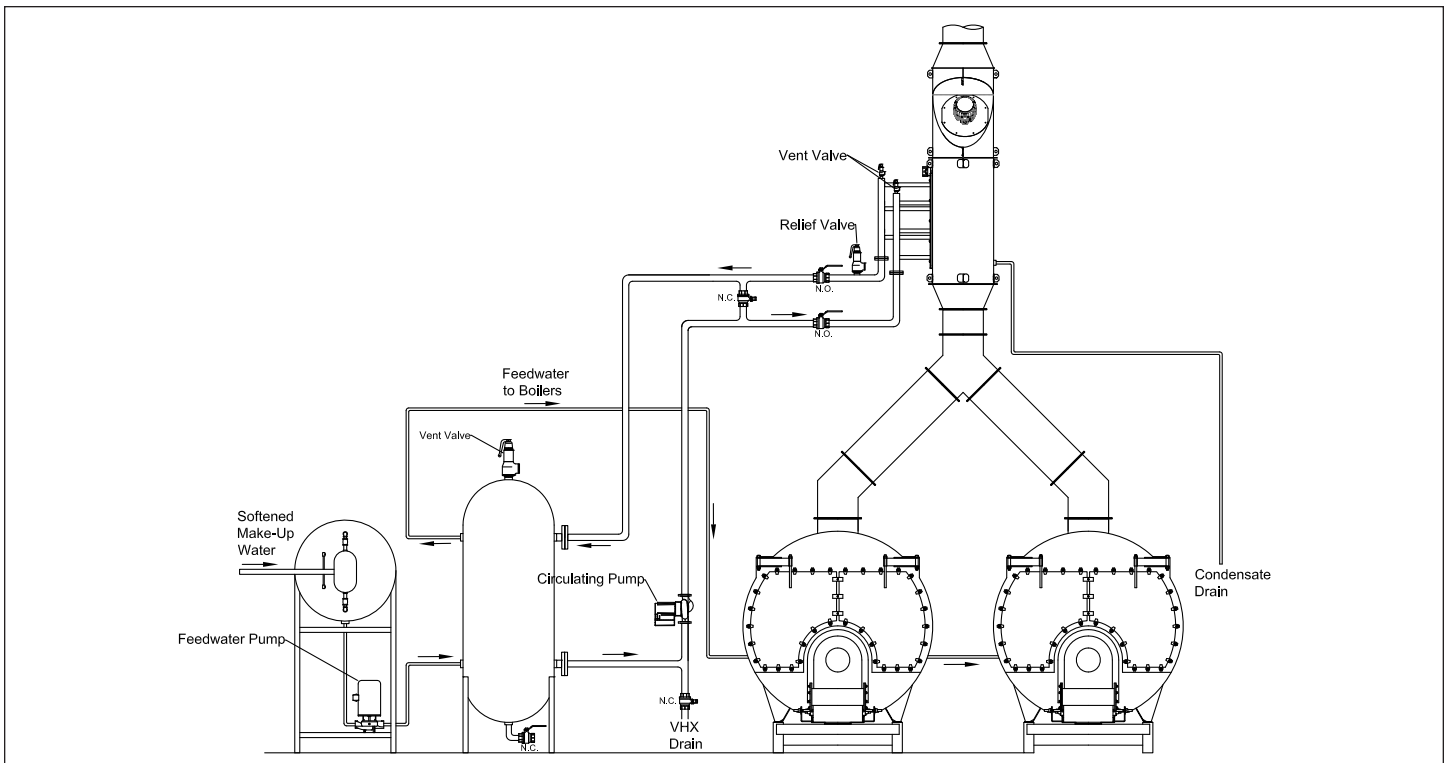 Vent Valve
Relief Valve
N.O.
N.C.
N.O.
Feedwater
to Boilers
Vent Valve
Softened
Make-Up
Water
Circulating Pump
Condensate
Drain
Feedwater Pump
N.C.
VHX
Drain
N.C.